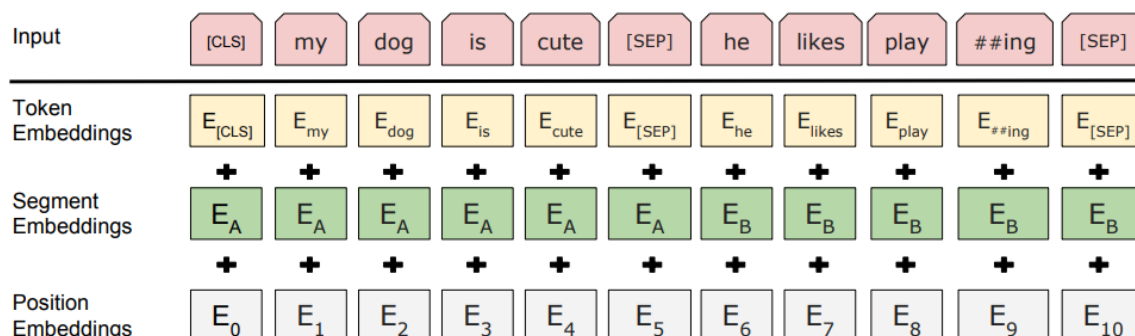 Input [CLS] my dog is cute [SEP] he likes play ##ing [SEP]
Token
Embeddings E[CLS] Emy Edog Eis Ecute E[SEP] Ehe Elikes Eplay E##ing E[SEP]
+ + + + + + + + + + +
Segment
Embeddings EA EA EA EA EA EA EB EB EB EB EB
+ + + + + + + + + + +
Position
Embeddings E0 E1 E2 E3 E4 E5 E6 E7 E8 E9 E10